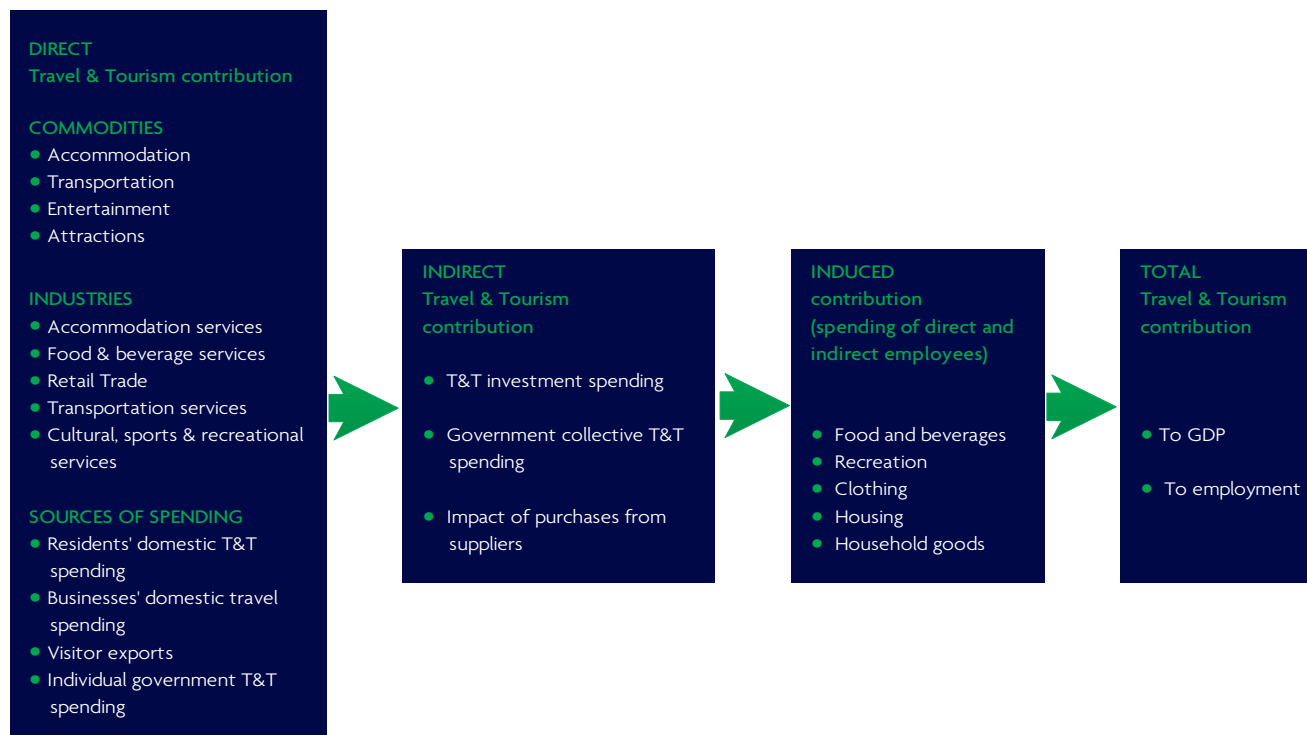 DIRECT
Travel & Tourism contribution
COMMODITIES
• Accommodation
• Transportation
• Entertainment
• Attractions
INDUSTRIES
• Accommodation services
• Food & beverage services
• Retail Trade
• Transportation services
• Cultural, sports & recreational
services
SOURCES OF SPENDING
• Residents' domestic T&T
spending
• Businesses' domestic travel
spending
• Visitor exports
• Individual government T&T
spending
INDIRECT
Travel & Tourism
contribution
• T&T investment spending
• Government collective T&T
spending
• Impact of purchases from
suppliers
INDUCED
contribution
(spending of direct and
indirect employees)
• Food and beverages
• Recreation
• Clothing
• Housing
• Household goods
TOTAL
Travel & Tourism
contribution
• To GDP
• To employment